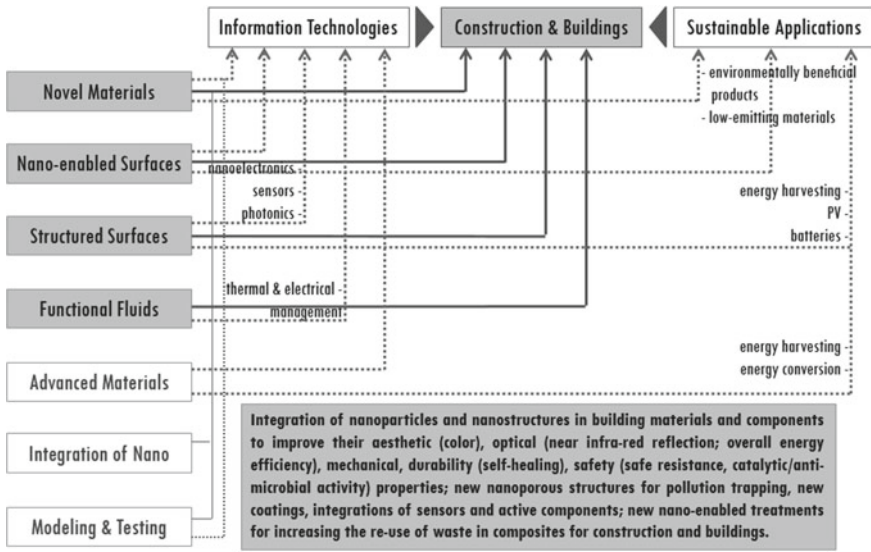 Information Technologies
Construction & Buildings
Sustainable Applications
Novel Materials
- environmentally beneficial
products
- low-emitting materials
Nano-enabled Surfaces
nanoelectronics -
sensors -
photonics -
energy harvesting -
PV -
batteries -
Structured Surfaces
Functional Fluids
thermal & electrical -
management
Advanced Materials
energy harvesting -
energy conversion -
Integration of Nano
Modeling & Testing
Integration of nanoparticles and nanostructures in building materials and components
to improve their aesthetic (color), optical (near infra-red reflection; overall energy
efficiency), mechanical, durability (self-healing), safety (safe resistance, catalytic/anti-
microbial activity) properties; new nanoporous structures for pollution trapping, new
coatings, integrations of sensors and active components; new nano-enabled treatments
for increasing the re-use of waste in composites for construction and buildings.